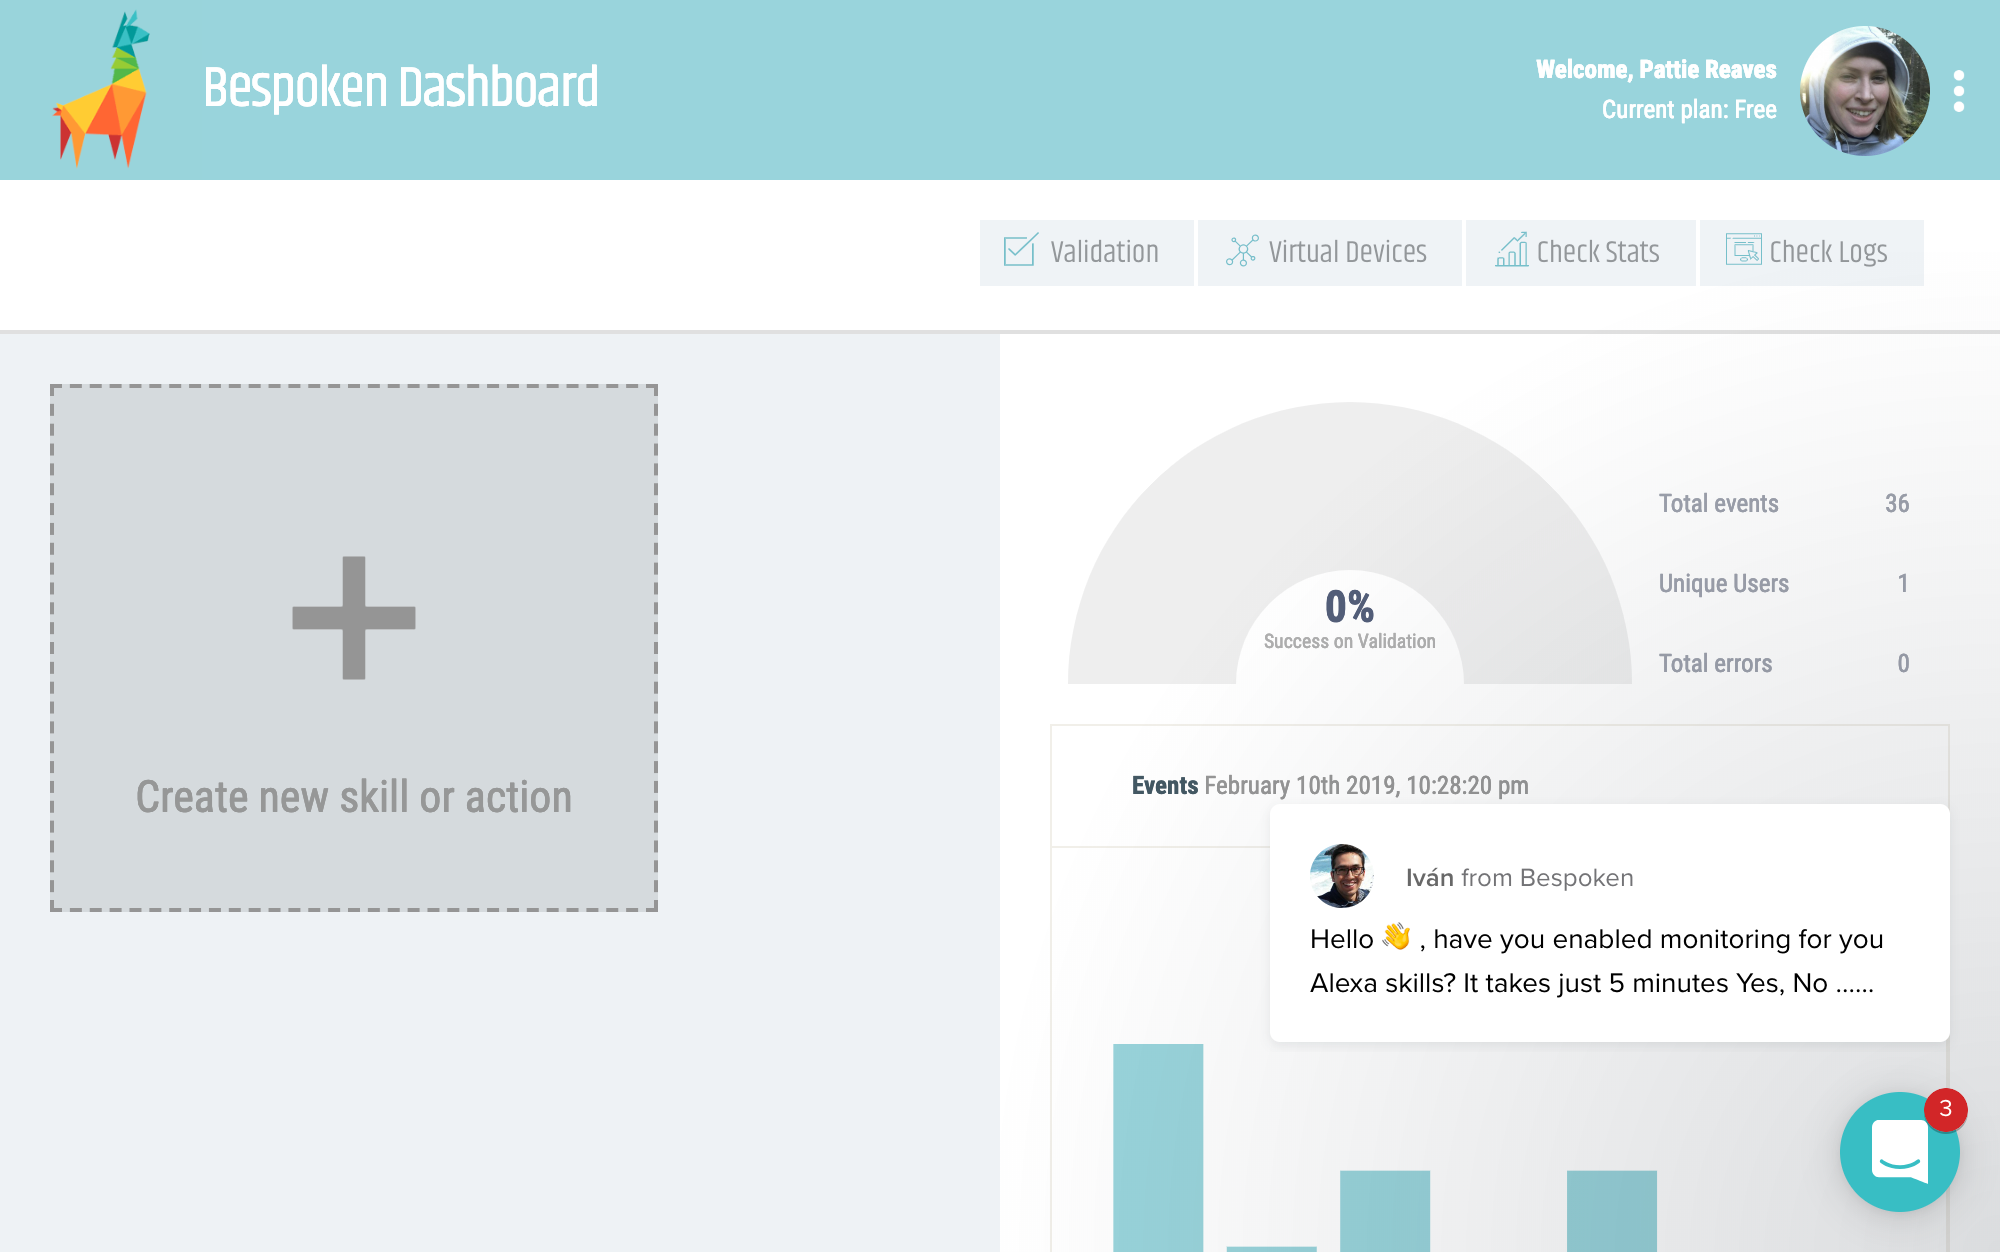 Bespoken Dashboard
Welcome, Pattie Reaves
Current plan: Free
Validation
Virtual Devices
Check Stats
Check Logs
Create new skill or action
0%
Success on Validation
Total events 36
Unique Users 1
Total errors 0
Events February 10th 2019, 10:28:20 pm
Iván from Bespoken
Hello 👋 , have you enabled monitoring for you
Alexa skills? It takes just 5 minutes Yes, No ......
3